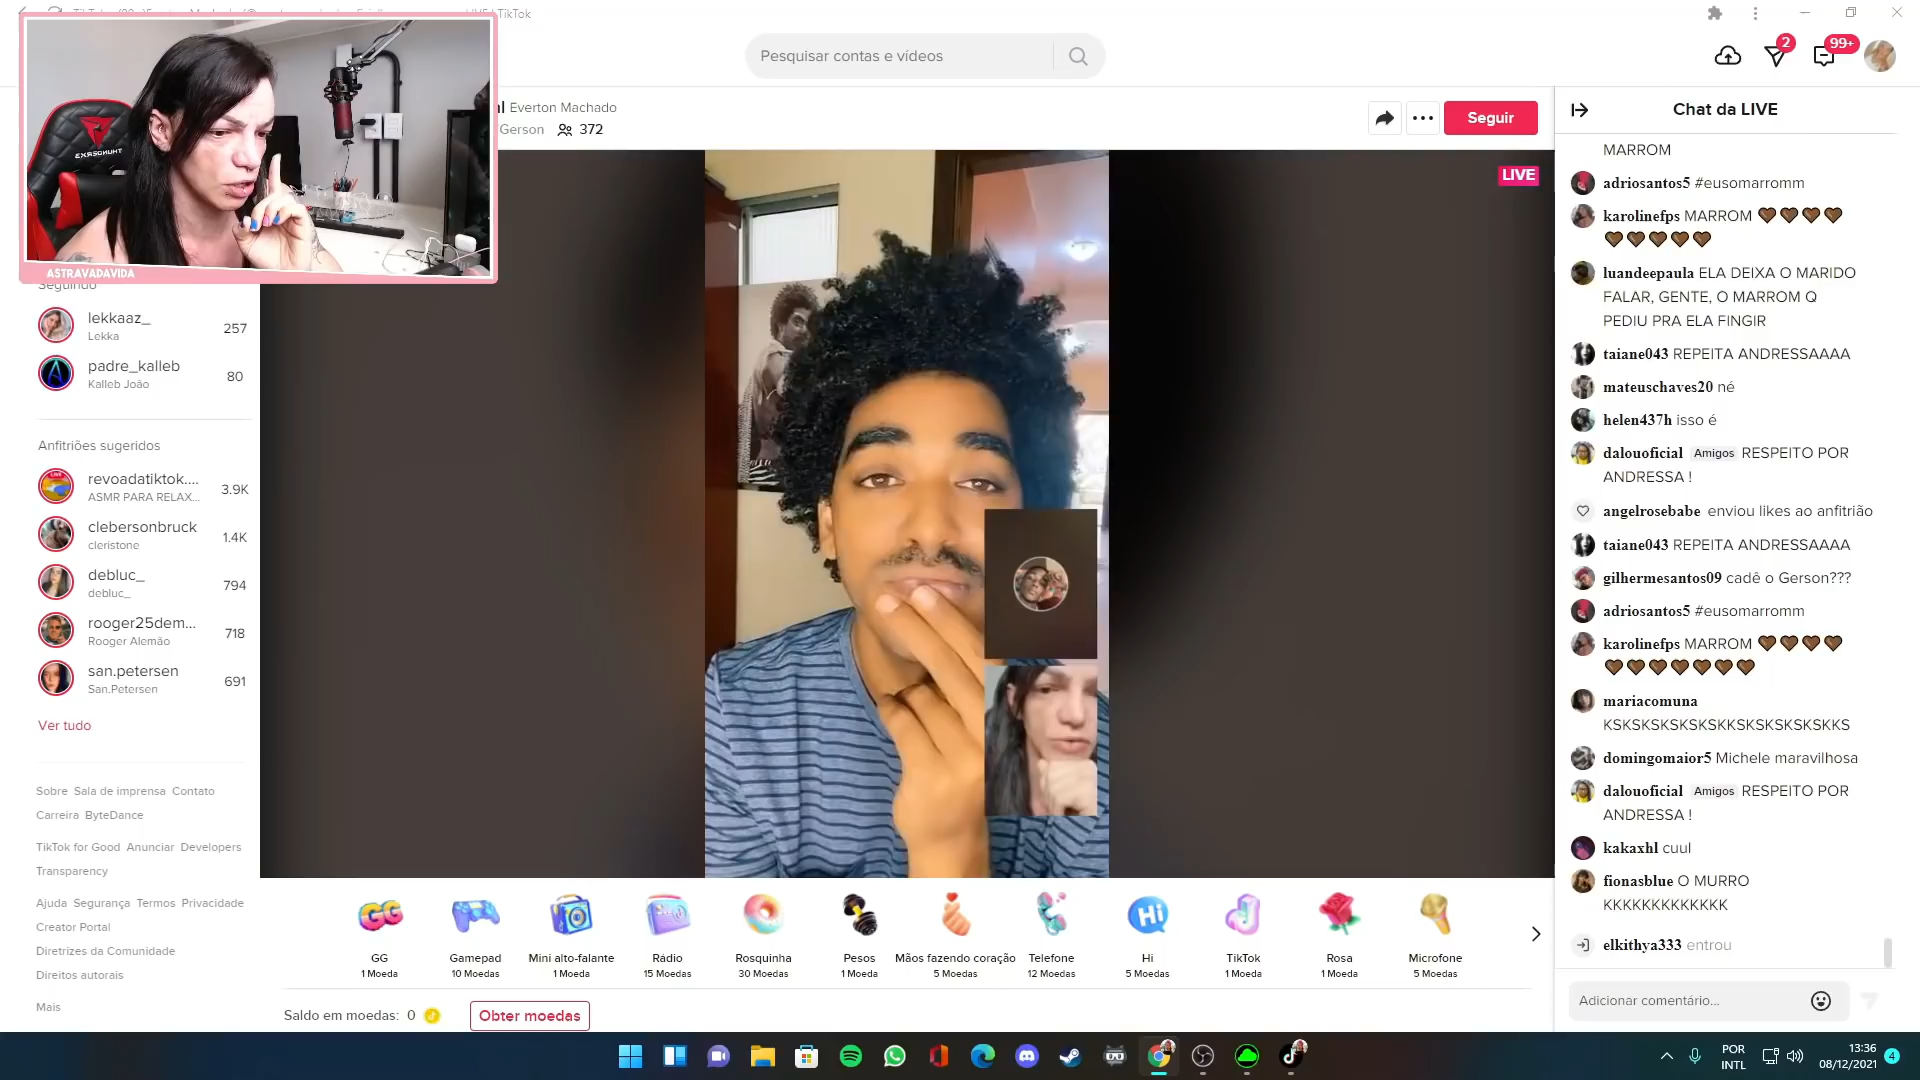 LIVE | TikTok
Pesquisar contas e vídeos
2
99+
ASTRAVADAVIDA
Everton Machado
Gerson
372
Seguir
LIVE
Chat da LIVE
Seguindo
lekkaaz_
Lekka
257
padre_kalleb
Kalleb João
80
Anfitriões sugeridos
revoadatiktok....
ASMR PARA RELAX...
3.9K
clebersonbruck
cleristone
1.4K
debluc_
debluc_
794
rooger25dem...
Rooger Alemão
718
san.petersen
San.Petersen
691
Ver tudo
Sobre Sala de imprensa Contato
Carreira ByteDance
TikTok for Good Anunciar Developers
Transparency
Ajuda Segurança Termos Privacidade
Creator Portal
Diretrizes da Comunidade
Direitos autorais
Mais
MARROM
adriosantos5 #eusomarromm
karolinefps MARROM 🤎🤎🤎🤎
🤎🤎🤎🤎🤎
luandeepaula ELA DEIXA O MARIDO
FALAR, GENTE, O MARROM Q
PEDIU PRA ELA FINGIR
taiane043 REPEITA ANDRESSAAAA
mateuschaves20 né
helen437h isso é
dalouoficial Amigos RESPEITO POR
ANDRESSA !
angelrosebabe enviou likes ao anfitrião
taiane043 REPEITA ANDRESSAAAA
gilhermesantos09 cadê o Gerson???
adriosantos5 #eusomarromm
karolinefps MARROM 🤎🤎🤎🤎
🤎🤎🤎🤎🤎🤎🤎
mariacomuna
KSKSKSKSKSKSKKSKSKSKSKSKKS
domingomaior5 Michele maravilhosa
dalouoficial Amigos RESPEITO POR
ANDRESSA !
kakaxhl cuul
fionasblue O MURRO
KKKKKKKKKKKKK
elkithya333 entrou
Adicionar comentário...
GG
1 Moeda
Gamepad
10 Moedas
Mini alto-falante
1 Moeda
Rádio
15 Moedas
Rosquinha
30 Moedas
Pesos
1 Moeda
Mãos fazendo coração
5 Moedas
Telefone
12 Moedas
Hi
5 Moedas
TikTok
1 Moeda
Rosa
1 Moeda
Microfone
5 Moedas
Saldo em moedas: 0
Obter moedas
POR
INTL
13:36
08/12/2021
4